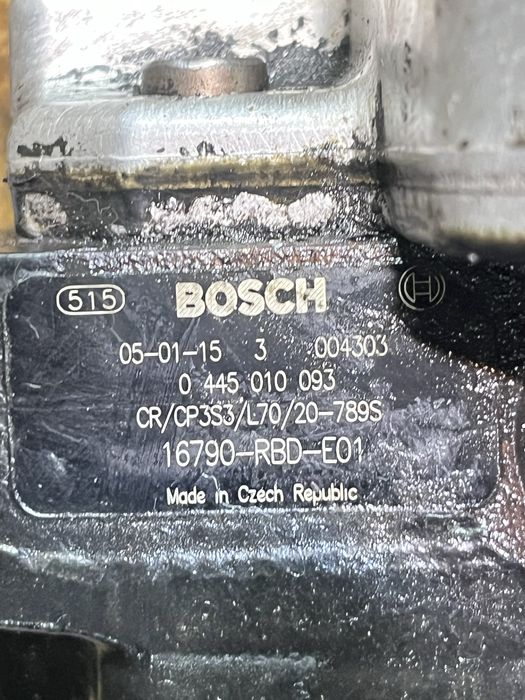 515 BOSCH
05-01-15 3 004303
0 445 010 093
CR/CP3S3/L70/20-789S
16790-RBD-E01
Made in Czech Republic